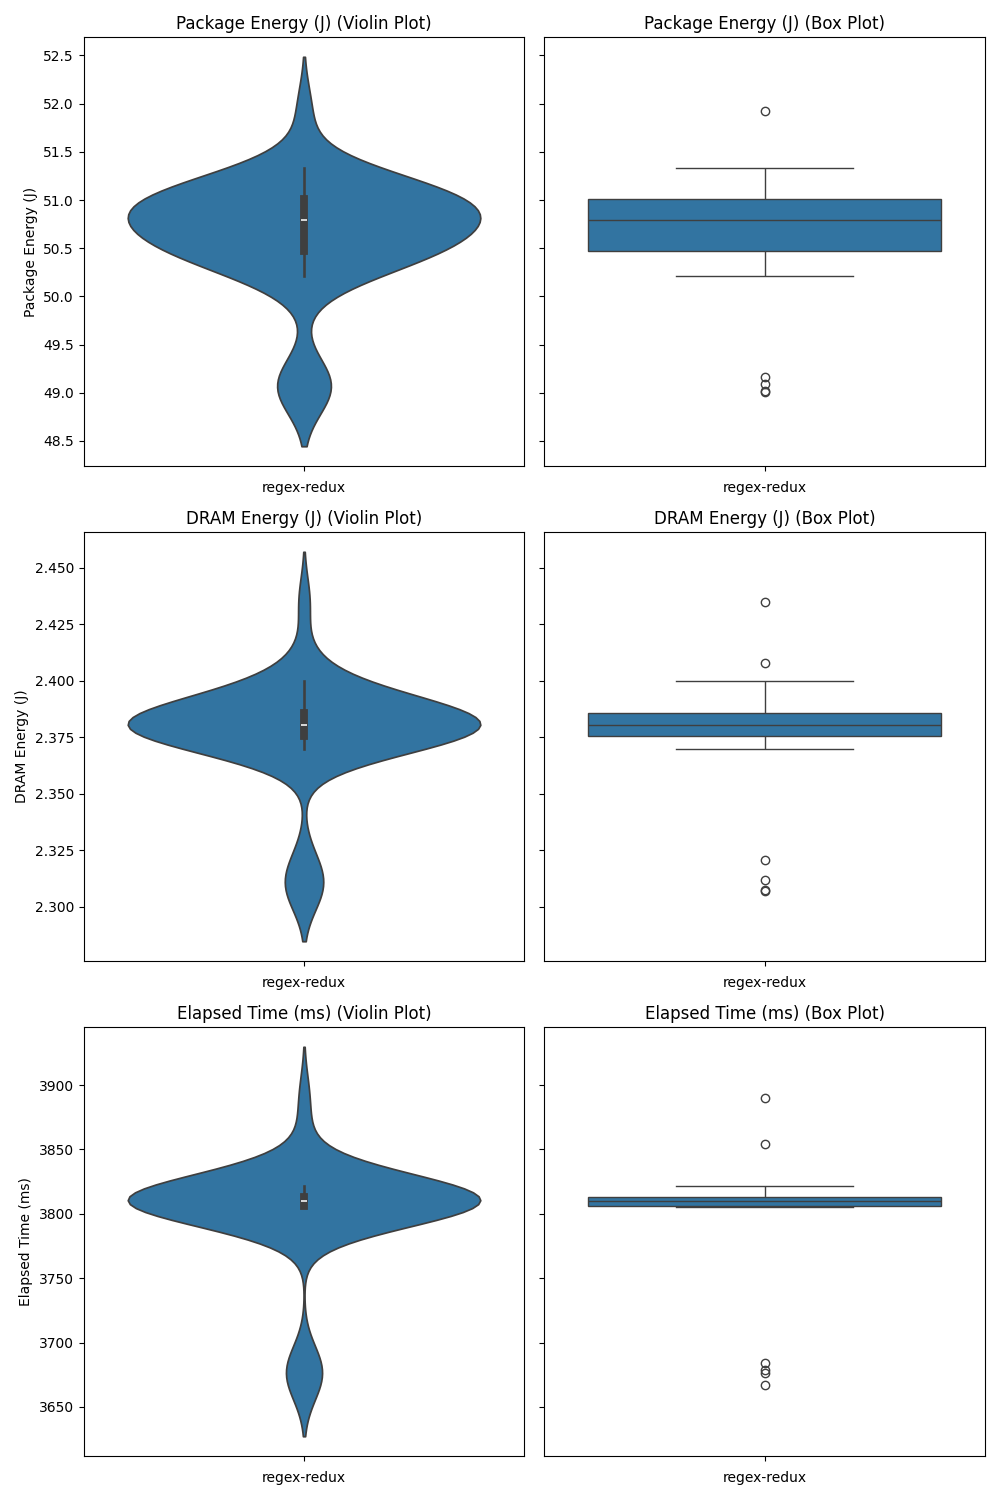 Package Energy (J) (Violin Plot)
Package Energy (J) (Box Plot)
52.5
52.0
51.5
51.0
50.5
50.0
49.5
49.0
48.5
Package Energy (J)
regex-redux
regex-redux
DRAM Energy (J) (Violin Plot)
DRAM Energy (J) (Box Plot)
2.450
2.425
2.400
2.375
2.350
2.325
2.300
DRAM Energy (J)
regex-redux
regex-redux
Elapsed Time (ms) (Violin Plot)
Elapsed Time (ms) (Box Plot)
3900
3850
3800
3750
3700
3650
Elapsed Time (ms)
regex-redux
regex-redux